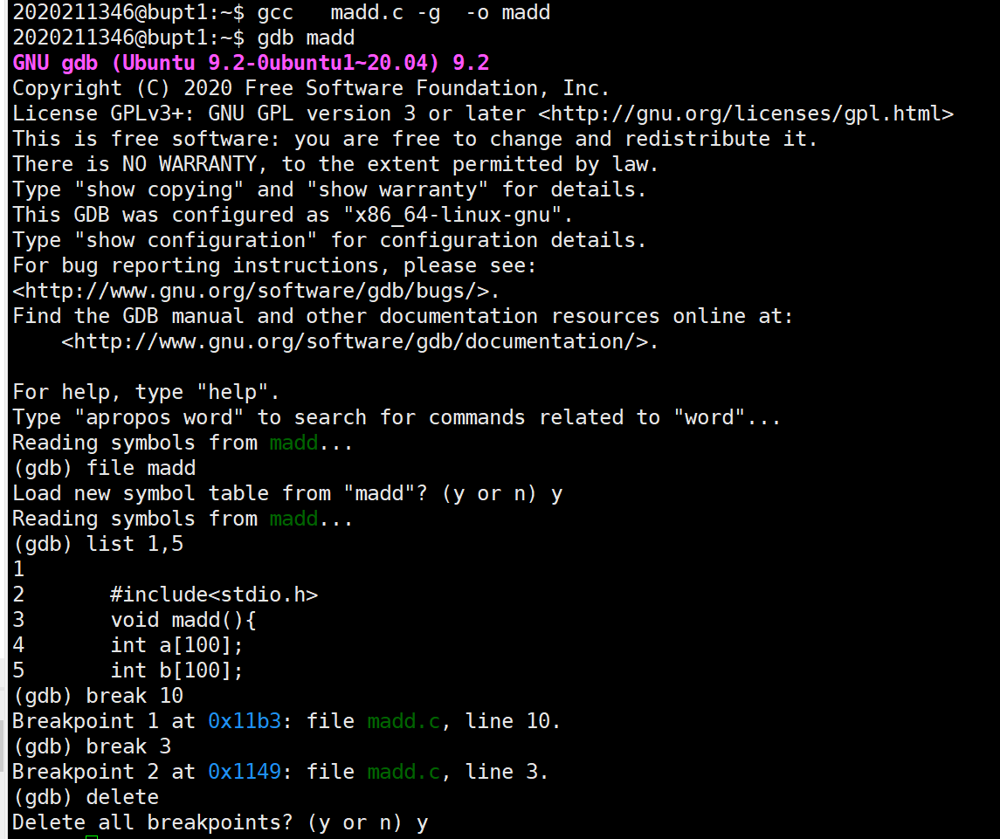 2020211346@bupt1:~$ gcc   madd.c -g  -o madd
2020211346@bupt1:~$ gdb madd
GNU gdb (Ubuntu 9.2-0ubuntu1~20.04) 9.2
Copyright (C) 2020 Free Software Foundation, Inc.
License GPLv3+: GNU GPL version 3 or later <http://gnu.org/licenses/gpl.html>
This is free software: you are free to change and redistribute it.
There is NO WARRANTY, to the extent permitted by law.
Type "show copying" and "show warranty" for details.
This GDB was configured as "x86_64-linux-gnu".
Type "show configuration" for configuration details.
For bug reporting instructions, please see:
<http://www.gnu.org/software/gdb/bugs/>.
Find the GDB manual and other documentation resources online at:
    <http://www.gnu.org/software/gdb/documentation/>.

For help, type "help".
Type "apropos word" to search for commands related to "word"...
Reading symbols from madd...
(gdb) file madd
Load new symbol table from "madd"? (y or n) y
Reading symbols from madd...
(gdb) list 1,5
1
2       #include<stdio.h>
3       void madd(){
4       int a[100];
5       int b[100];
(gdb) break 10
Breakpoint 1 at 0x11b3: file madd.c, line 10.
(gdb) break 3
Breakpoint 2 at 0x1149: file madd.c, line 3.
(gdb) delete
Delete all breakpoints? (y or n) y